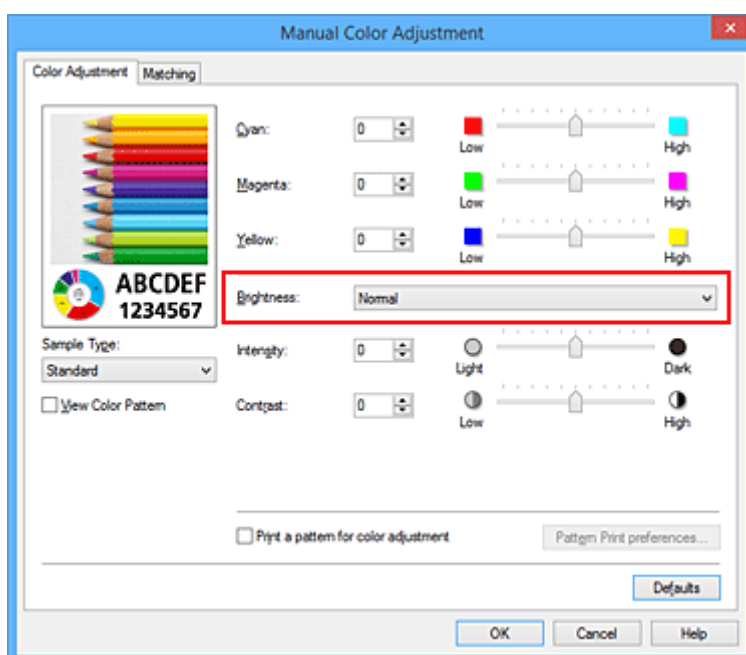 Manual Color Adjustment
Color Adjustment Matching
Cyan: 0 Low High
Magenta: 0 Low High
Yellow: 0 Low High
ABCDEF
1234567
Brightness: Normal
Sample Type:
Standard
View Color Pattern
Intensity: 0 Light Dark
Contrast: 0 Low High
Print a pattern for color adjustment Pattern Print preferences...
Defaults
OK Cancel Help